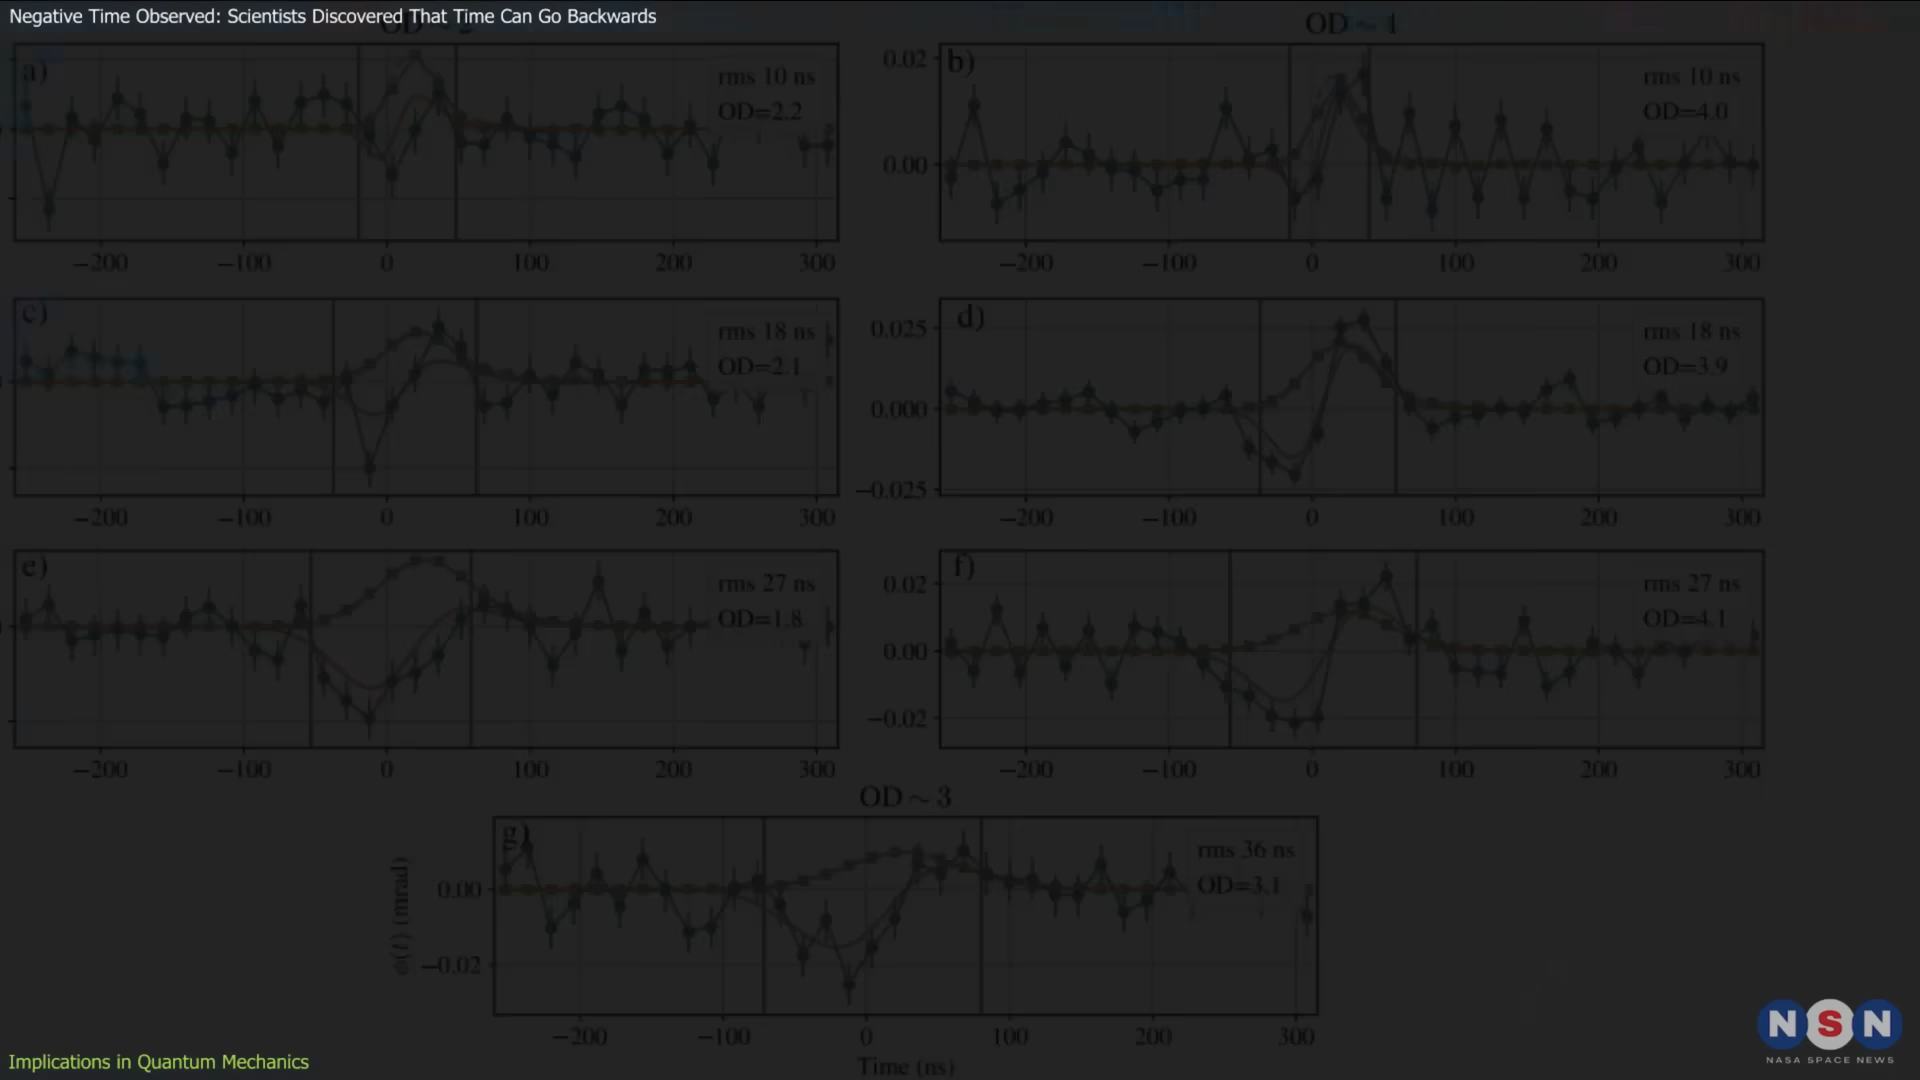 Negative Time Observed: Scientists Discovered That Time Can Go Backwards
OD ~ 4
a)
rms 10 ns
OD=2.2
−200 −100 0 100 200 300
b)
0.02
0.00
rms 10 ns
OD=4.0
−200 −100 0 100 200 300
c)
rms 18 ns
OD=2.1
−200 −100 0 100 200 300
d)
0.025
0.000
−0.025
rms 18 ns
OD=3.9
−200 −100 0 100 200 300
e)
rms 27 ns
OD=1.8
−200 −100 0 100 200 300
f)
0.02
0.00
−0.02
rms 27 ns
OD=4.1
−200 −100 0 100 200 300
OD ~ 3
g)
ϕ(t) (mrad)
0.00
−0.02
rms 36 ns
OD=3.1
−200 −100 0 100 200 300
Time (ns)
Implications in Quantum Mechanics
NSN
NASA SPACE NEWS